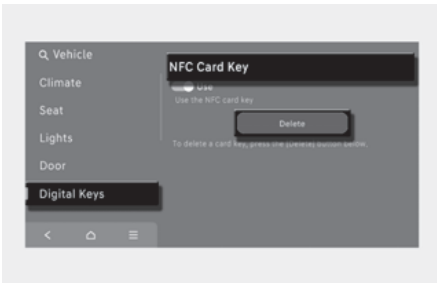 Vehicle
Climate
Seat
Lights
Door
Digital Keys
NFC Card Key
Use
Use the NFC card key
Delete
To delete a card key, press the [Delete] button below.